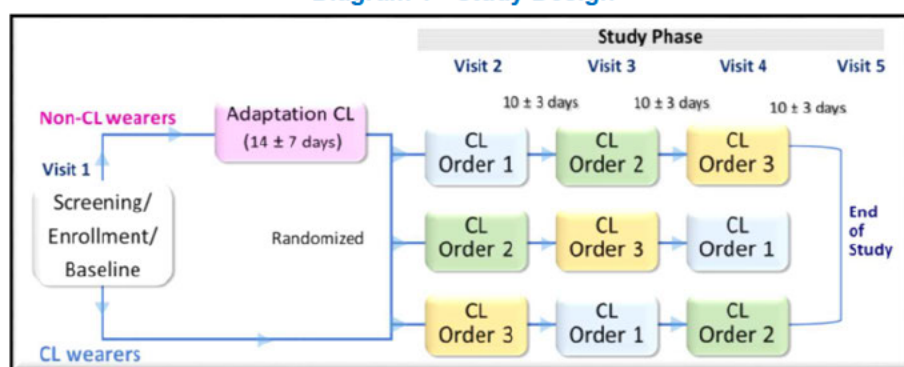 Study Phase
Visit 2 Visit 3 Visit 4 Visit 5
10 ± 3 days 10 ± 3 days 10 ± 3 days
Non-CL wearers
Adaptation CL
(14 ± 7 days)
Visit 1
Screening/
Enrollment/
Baseline
CL wearers
Randomized
CL
Order 1
CL
Order 2
CL
Order 3
CL
Order 2
CL
Order 3
CL
Order 1
CL
Order 3
CL
Order 1
CL
Order 2
End
of
Study